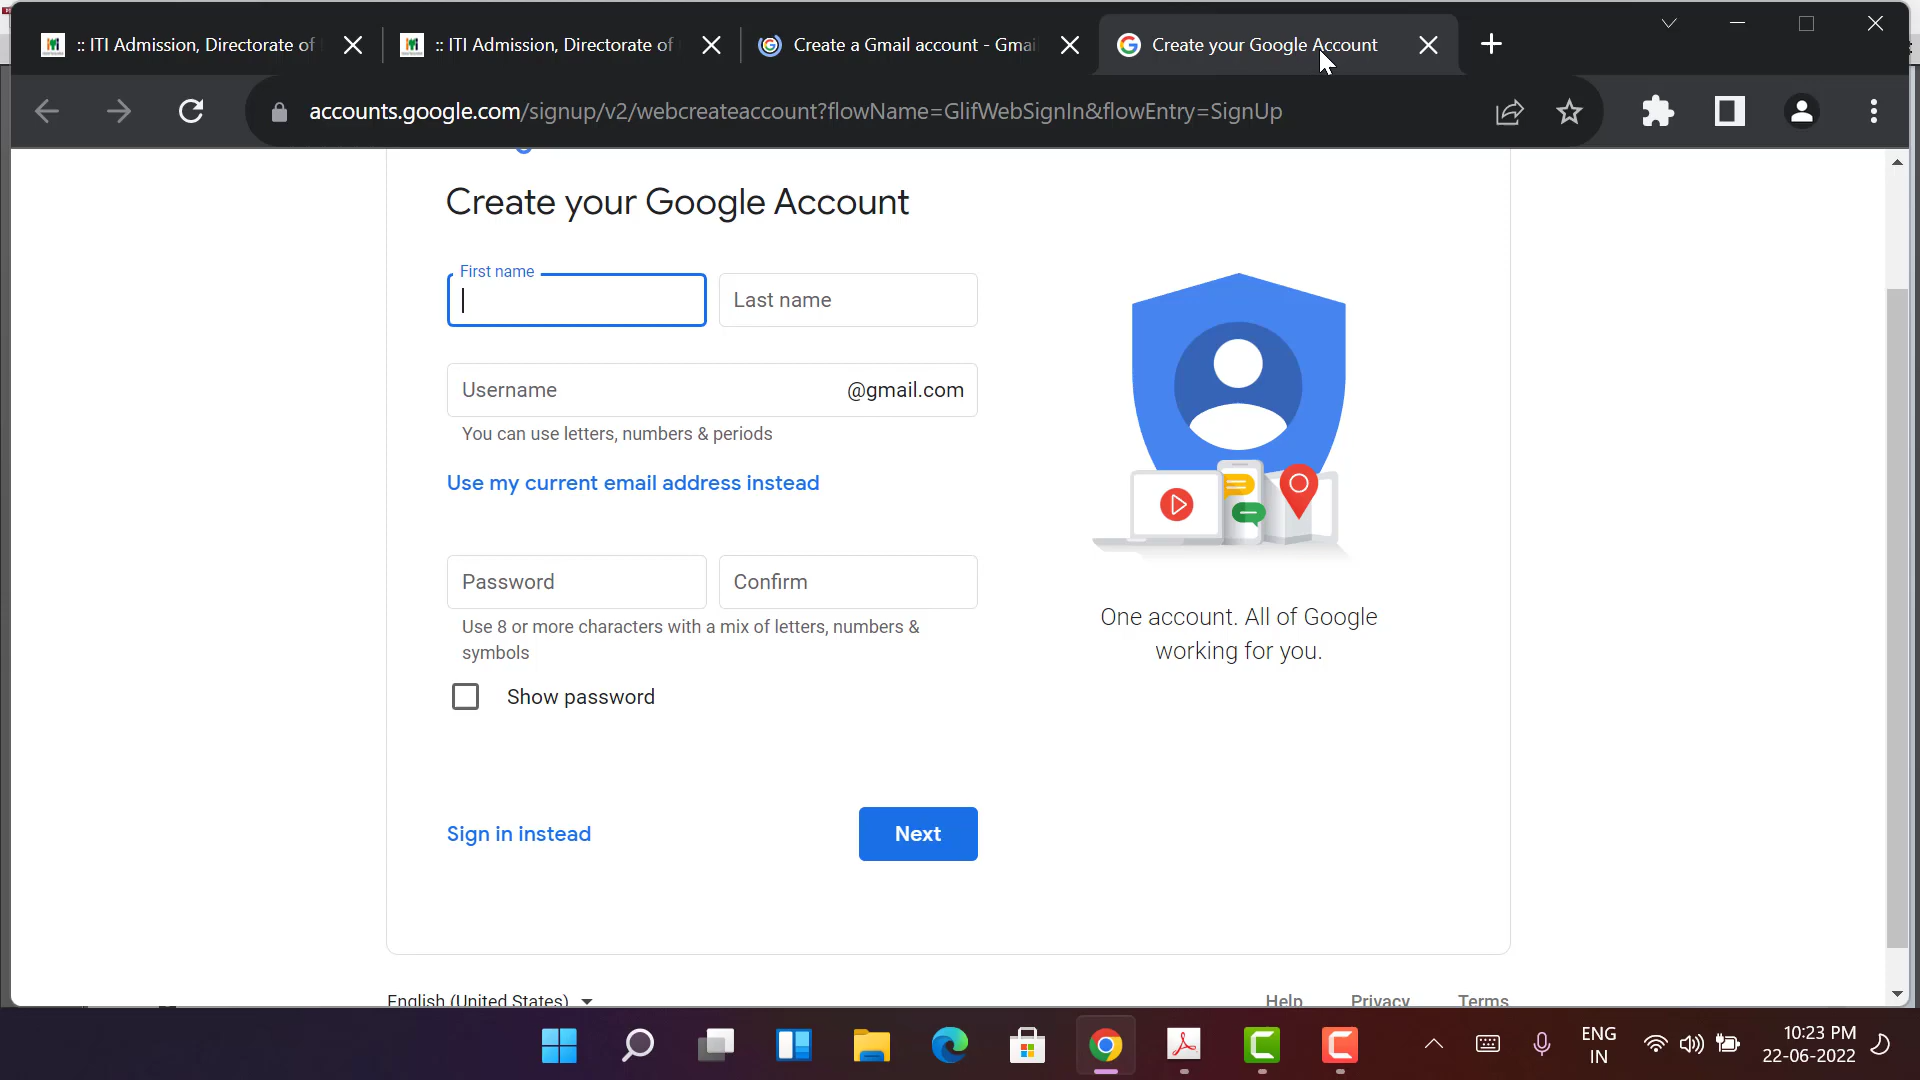 :: ITI Admission, Directorate of
:: ITI Admission, Directorate of
Create a Gmail account - Gmai
Create your Google Account
accounts.google.com/signup/v2/webcreateaccount?flowName=GlifWebSignIn&flowEntry=SignUp
Create your Google Account
First name
Last name
Username
@gmail.com
You can use letters, numbers & periods
Use my current email address instead
Password
Confirm
Use 8 or more characters with a mix of letters, numbers &
symbols
Show password
One account. All of Google
working for you.
Sign in instead
Next
English (United States)
Help
Privacy
Terms
ENG
IN
10:23 PM
22-06-2022